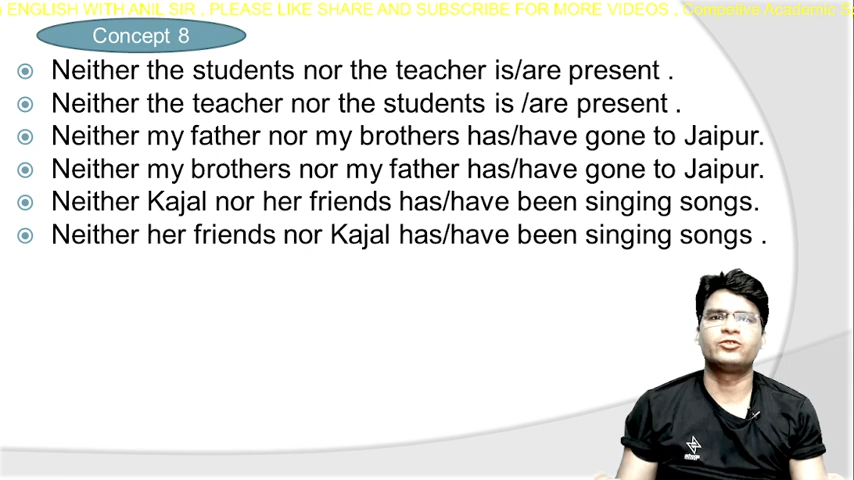 ENGLISH WITH ANIL SIR , PLEASE LIKE SHARE AND SUBSCRIBE FOR MORE VIDEOS , Competive Academic
Concept 8
Neither the students nor the teacher is/are present .
Neither the teacher nor the students is /are present .
Neither my father nor my brothers has/have gone to Jaipur.
Neither my brothers nor my father has/have gone to Jaipur.
Neither Kajal nor her friends has/have been singing songs.
Neither her friends nor Kajal has/have been singing songs .